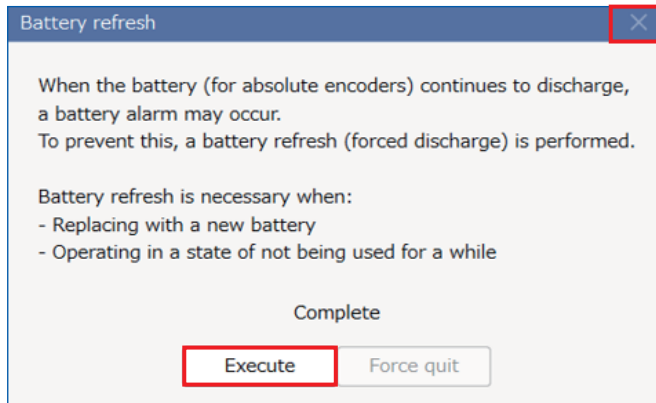 Battery refresh
When the battery (for absolute encoders) continues to discharge,
a battery alarm may occur.
To prevent this, a battery refresh (forced discharge) is performed.
Battery refresh is necessary when:
- Replacing with a new battery
- Operating in a state of not being used for a while
Complete
Execute
Force quit